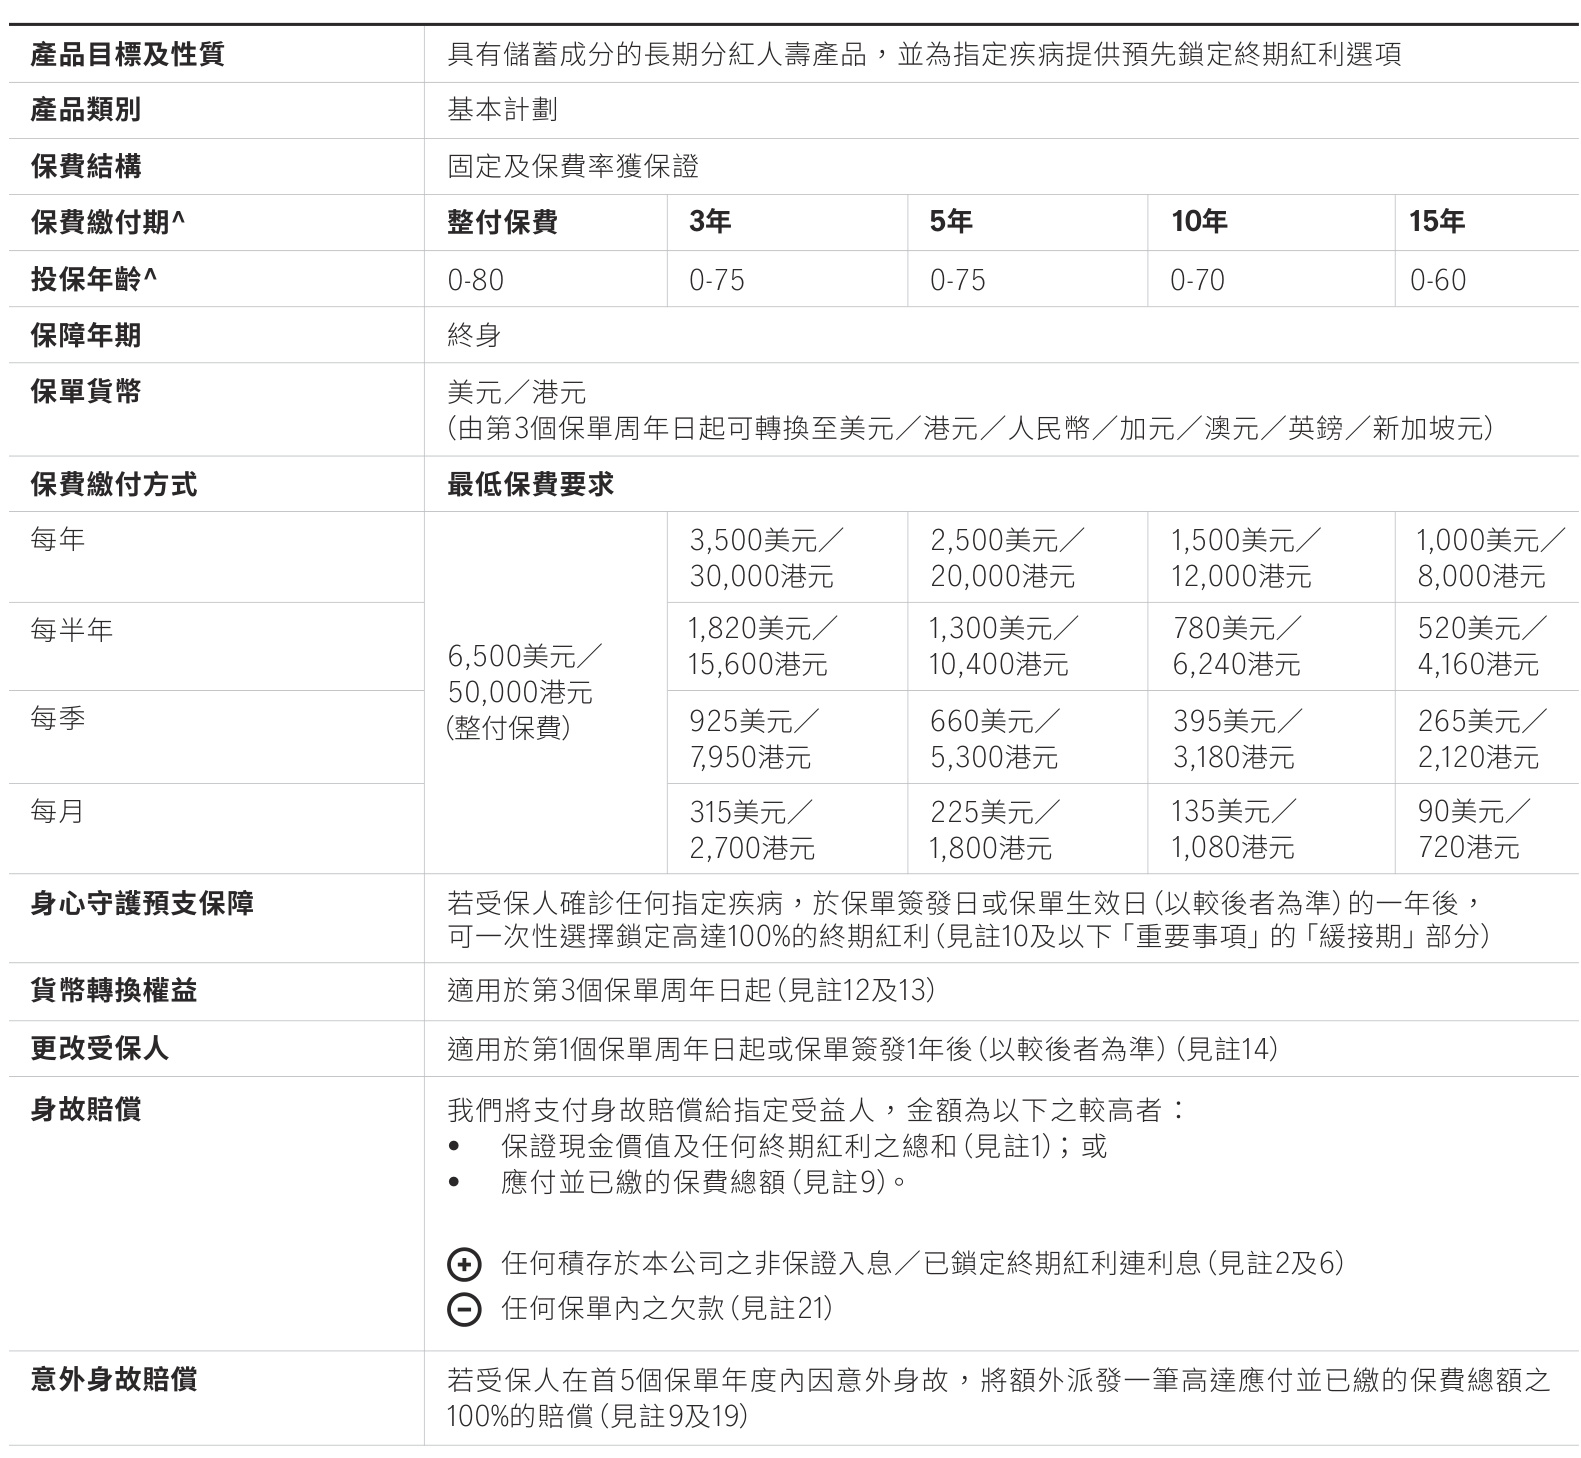 產品目標及性質
具有儲蓄成分的長期分紅人壽產品，並為指定疾病提供預先鎖定終期紅利選項
產品類別
基本計劃
保費結構
固定及保費率獲保證
保費繳付期^
整付保費
3年
5年
10年
15年
投保年齡^
0-80
0-75
0-75
0-70
0-60
保障年期
終身
保單貨幣
美元／港元
（由第3個保單周年日起可轉換至美元／港元／人民幣／加元／澳元／英鎊／新加坡元）
保費繳付方式
最低保費要求
每年
6,500美元／
50,000港元
（整付保費）
3,500美元／
30,000港元
2,500美元／
20,000港元
1,500美元／
12,000港元
1,000美元／
8,000港元
每半年
1,820美元／
15,600港元
1,300美元／
10,400港元
780美元／
6,240港元
520美元／
4,160港元
每季
925美元／
7,950港元
660美元／
5,300港元
395美元／
3,180港元
265美元／
2,120港元
每月
315美元／
2,700港元
225美元／
1,800港元
135美元／
1,080港元
90美元／
720港元
身心守護預支保障
若受保人確診任何指定疾病，於保單簽發日或保單生效日（以較後者為準）的一年後，
可一次性選擇鎖定高達100%的終期紅利（見註10及以下「重要事項」的「緩接期」部分）
貨幣轉換權益
適用於第3個保單周年日起（見註12及13）
更改受保人
適用於第1個保單周年日起或保單簽發1年後（以較後者為準）（見註14）
身故賠償
我們將支付身故賠償給指定受益人，金額為以下之較高者：
• 保證現金價值及任何終期紅利之總和（見註1）；或
• 應付並已繳的保費總額（見註9）。
⊕ 任何積存於本公司之非保證入息／已鎖定終期紅利連利息（見註2及6）
⊖ 任何保單內之欠款（見註21）
意外身故賠償
若受保人在首5個保單年度內因意外身故，將額外派發一筆高達應付並已繳的保費總額之
100%的賠償（見註9及19）